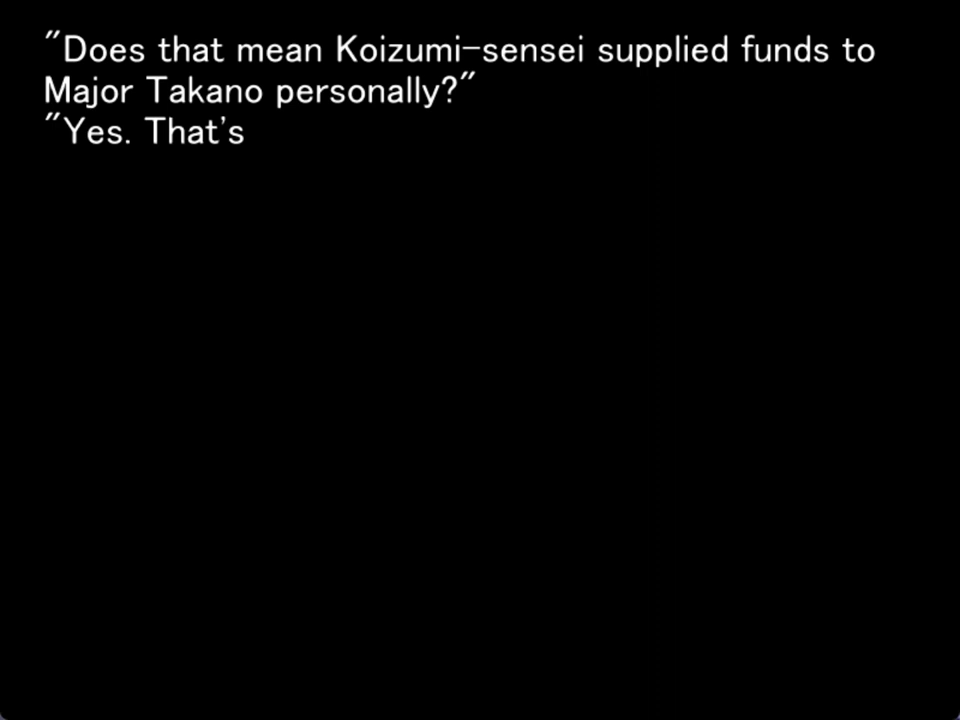 "Does that mean Koizumi-sensei supplied funds to
Major Takano personally?"
"Yes. That's